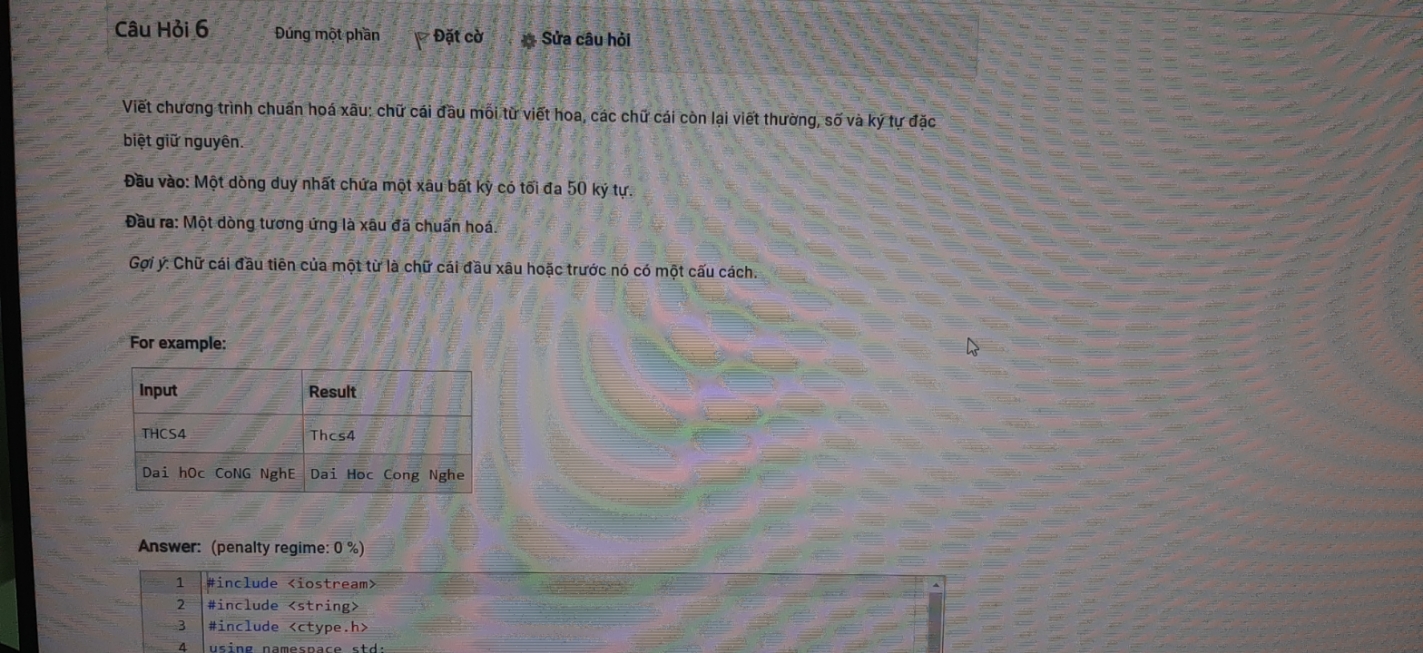 Câu Hỏi 6 Đúng một phần Đặt cờ Sửa câu hỏi
Viết chương trình chuẩn hoá xâu: chữ cái đầu mỗi từ viết hoa, các chữ cái còn lại viết thường, số và ký tự đặc
biệt giữ nguyên.
Đầu vào: Một dòng duy nhất chứa một xâu bất kỳ có tối đa 50 ký tự.
Đầu ra: Một dòng tương ứng là xâu đã chuẩn hoá.
Gợi ý: Chữ cái đầu tiên của một từ là chữ cái đầu xâu hoặc trước nó có một cấu cách.
For example:
Input Result
THCS4 Thcs4
Dai hOc CoNG NghE Dai Hoc Cong Nghe
Answer: (penalty regime: 0 %)
1 #include <iostream>
2 #include <string>
3 #include <ctype.h>
4 using namespace std;